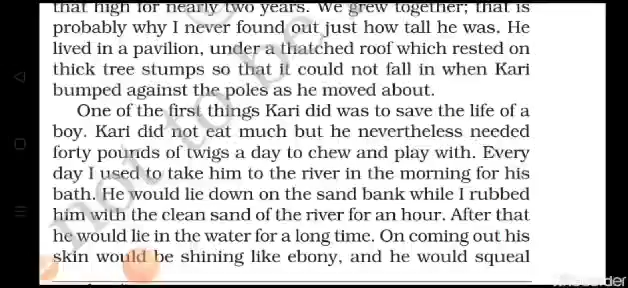 that high for nearly two years. We grew together; that is
probably why I never found out just how tall he was. He
lived in a pavilion, under a thatched roof which rested on
thick tree stumps so that it could not fall in when Kari
bumped against the poles as he moved about.
One of the first things Kari did was to save the life of a
boy. Kari did not eat much but he nevertheless needed
forty pounds of twigs a day to chew and play with. Every
day I used to take him to the river in the morning for his
bath. He would lie down on the sand bank while I rubbed
him with the clean sand of the river for an hour. After that
he would lie in the water for a long time. On coming out his
skin would be shining like ebony, and he would squeal
not to be